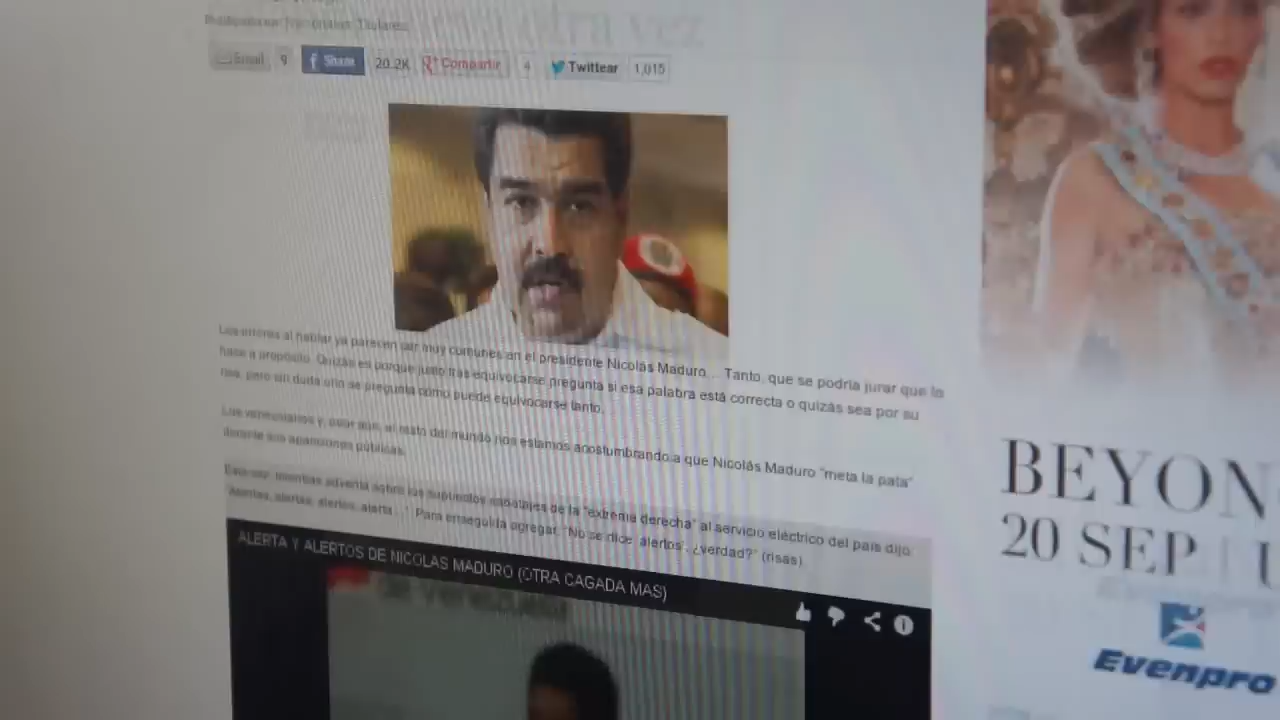 otra vez
Titulares
Email 9 f Share 20.2K g+ Compartir 4 Twittear 1,015
Los errores al hablar ya parecen ser muy comunes en el presidente Nicolás Maduro... Tanto, que se podría jurar que lo
hace a propósito. Quizás es porque justo tras equivocarse pregunta si esa palabra está correcta o quizás sea por su
risa, pero sin duda uno se pregunta cómo puede equivocarse tanto.
Los venezolanos y, peor aún, el resto del mundo nos estamos acostumbrando a que Nicolás Maduro "meta la pata"
durante sus apariciones públicas.
Esta vez, mientras advertía sobre los supuestos sabotajes de la "extrema derecha" al servicio eléctrico del país dijo:
"Alertas, alertas, alertos, alerta... Para enseguida agregar: "No se dice 'alertos', ¿verdad?" (risas)
ALERTA Y ALERTOS DE NICOLAS MADURO (OTRA CAGADA MAS)
BEYON
20 SEP
Evenpro